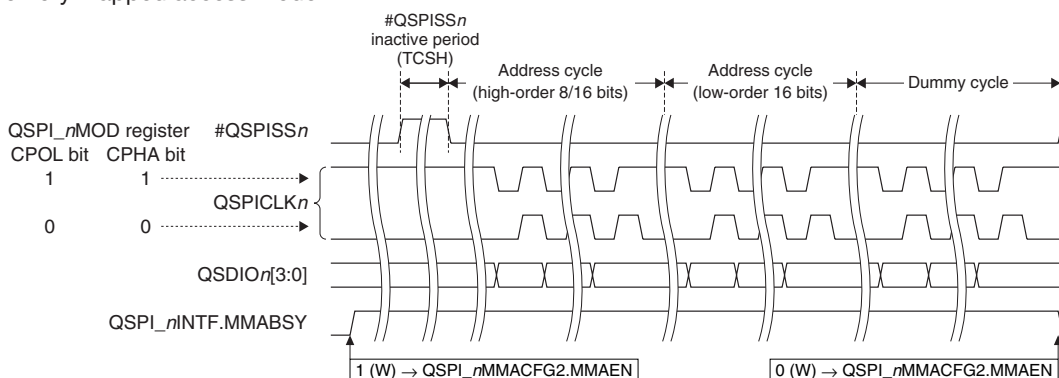 #QSPISSn
inactive period
(TCSH)
Address cycle
(high-order 8/16 bits)
Address cycle
(low-order 16 bits)
Dummy cycle
QSPI_nMOD register
#QSPISSn
CPOL bit CPHA bit
1 1
QSPICLKn
0 0
QSDIOn[3:0]
QSPI_nINTF.MMABSY
1 (W) → QSPI_nMMACFG2.MMAEN
0 (W) → QSPI_nMMACFG2.MMAEN